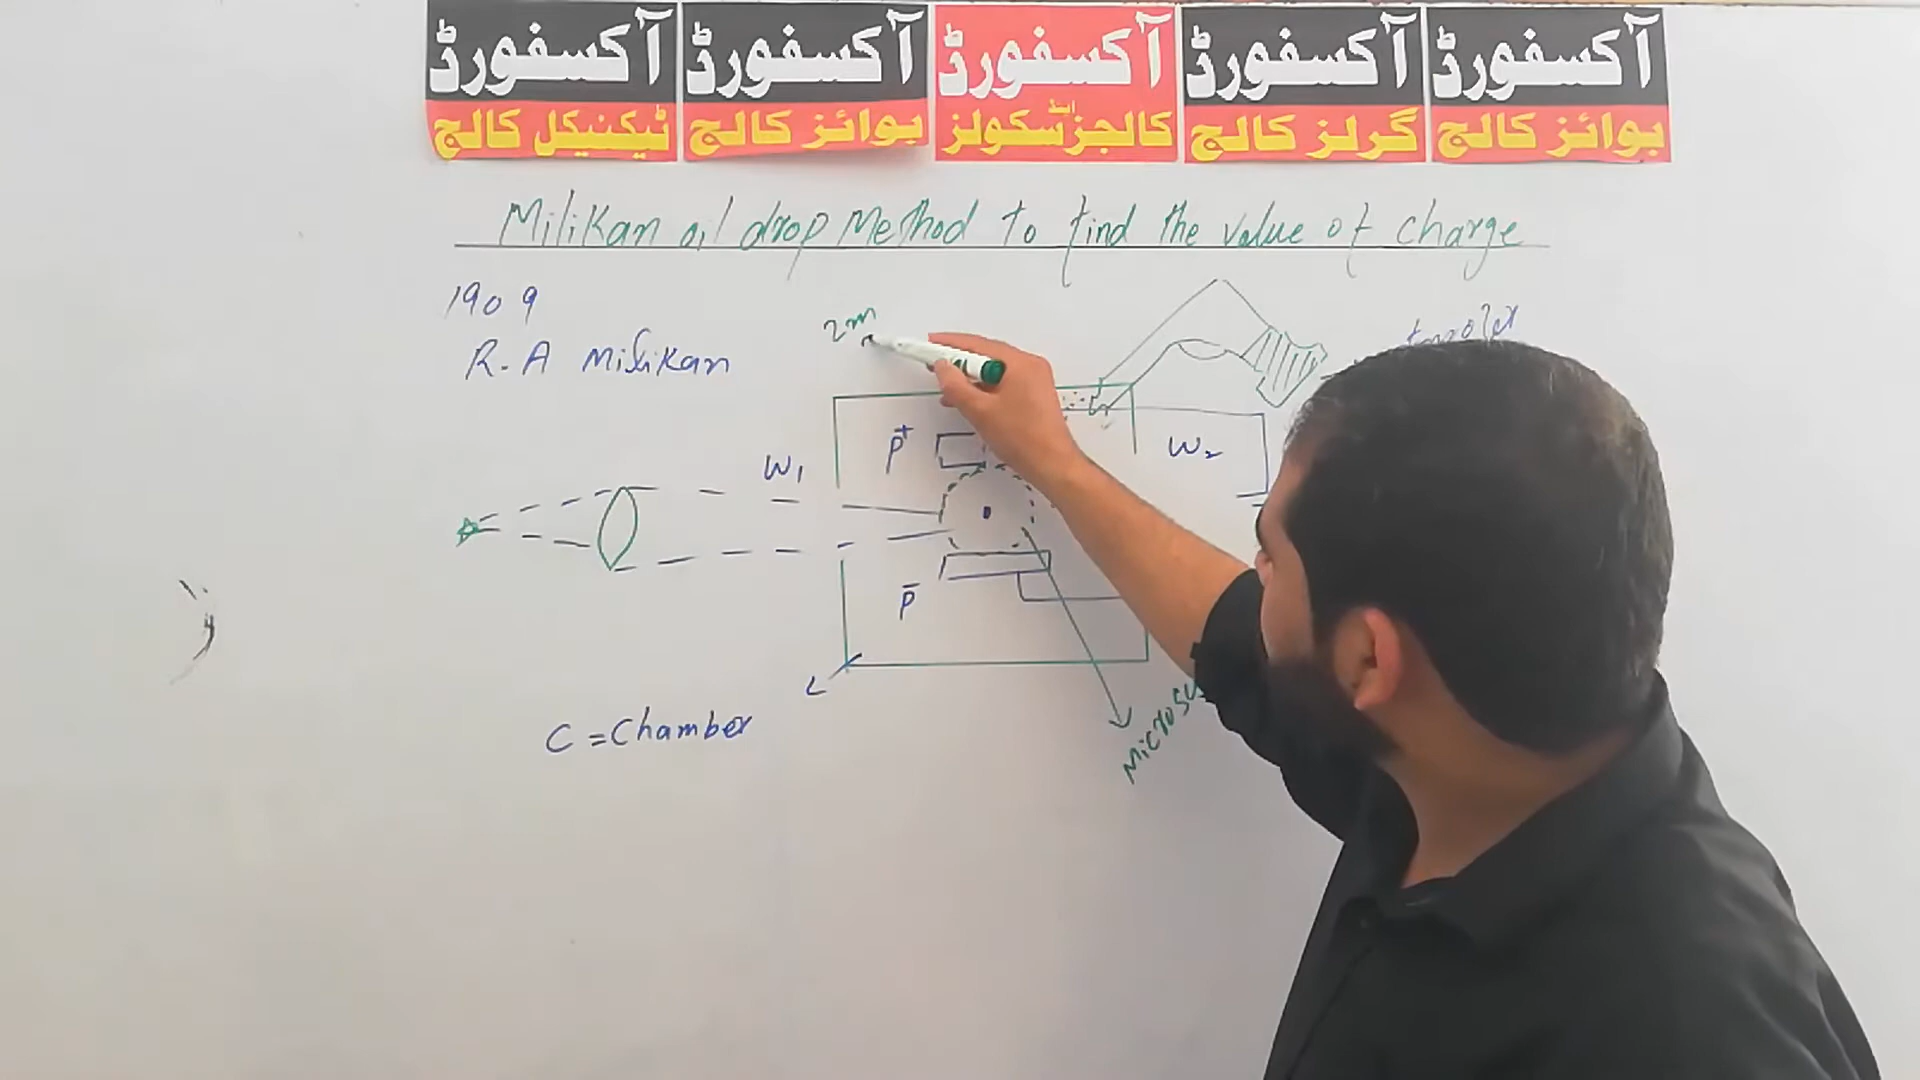 آکسفورڈ
ٹیکنیکل کالج
آکسفورڈ
بوائز کالج
آکسفورڈ
کالجز اینڈ سکولز
آکسفورڈ
گرلز کالج
آکسفورڈ
بوائز کالج
Milikan oil drop Method to find the value of charge
1909
R.A Milikan
2m
P+
W1
W2
P-
C = Chamber